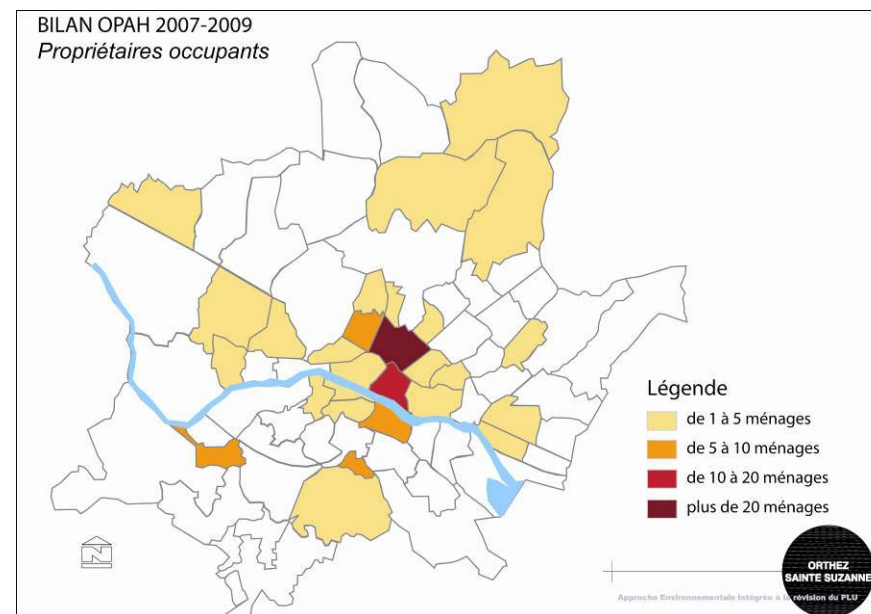 BILAN OPAH 2007-2009
Propriétaires occupants
Légende
de 1 à 5 ménages
de 5 à 10 ménages
de 10 à 20 ménages
plus de 20 ménages
N
ORTHEZ
SAINTE SUZANNE
Approche Environnementale Intégrée à la révision du PLU